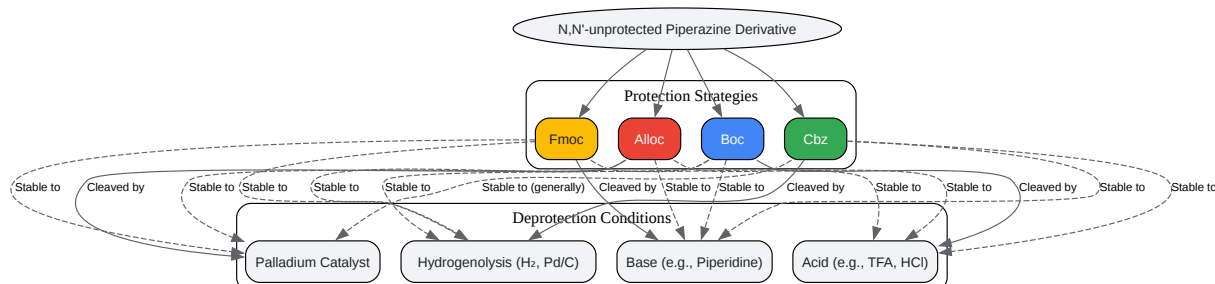 N,N'-unprotected Piperazine Derivative
Protection Strategies
Fmoc
Alloc
Boc
Cbz
Stable to
Cleaved by
Stable to
Stable to
Stable to
Stable to
Stable to (generally)
Cleaved by
Stable to
Stable to
Cleaved by
Stable to
Stable to
Cleaved by
Stable to
Stable to
Deprotection Conditions
Palladium Catalyst
Hydrogenolysis (H₂, Pd/C)
Base (e.g., Piperidine)
Acid (e.g., TFA, HCl)